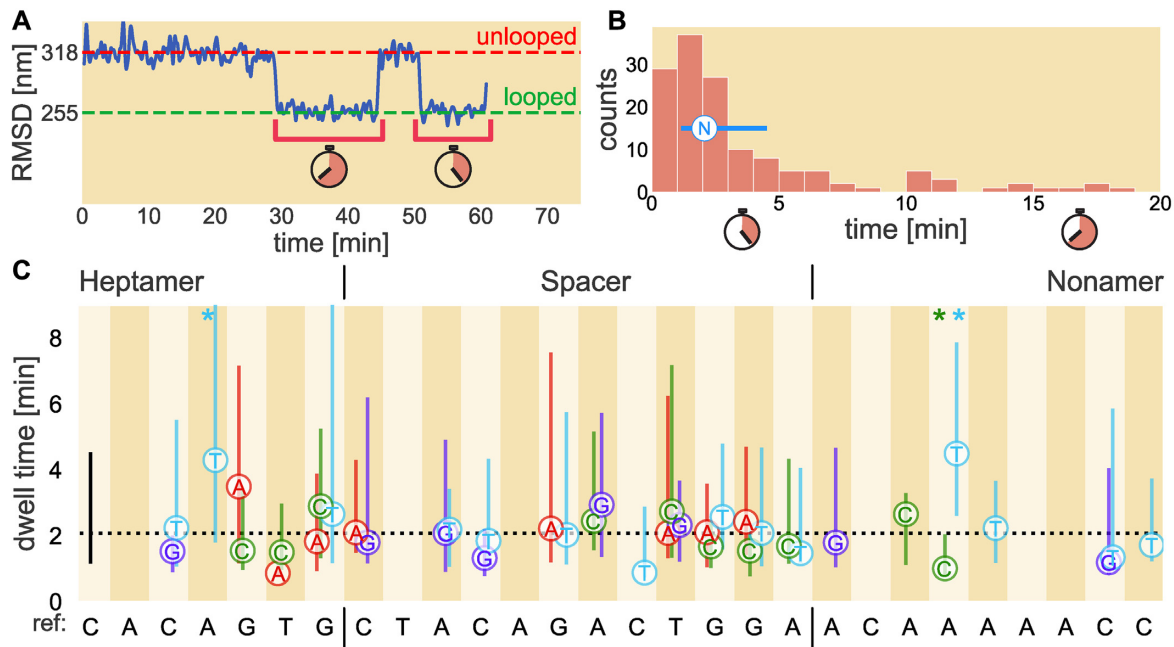 A
RMSD [nm]
318
255
unlooped
looped
0 10 20 30 40 50 60 70
time [min]
B
counts
30
20
10
0
N
0 5 10 15 20
time [min]
C
Heptamer Spacer Nonamer
dwell time [min]
8
6
4
2
0
* * *
G T T A C A C A C T A G G T G T A T C G T A C G A C T A C T C T G C C T T G T T
ref: C A C A G T G C T A C A G A C T G G A A C A A A A A C C